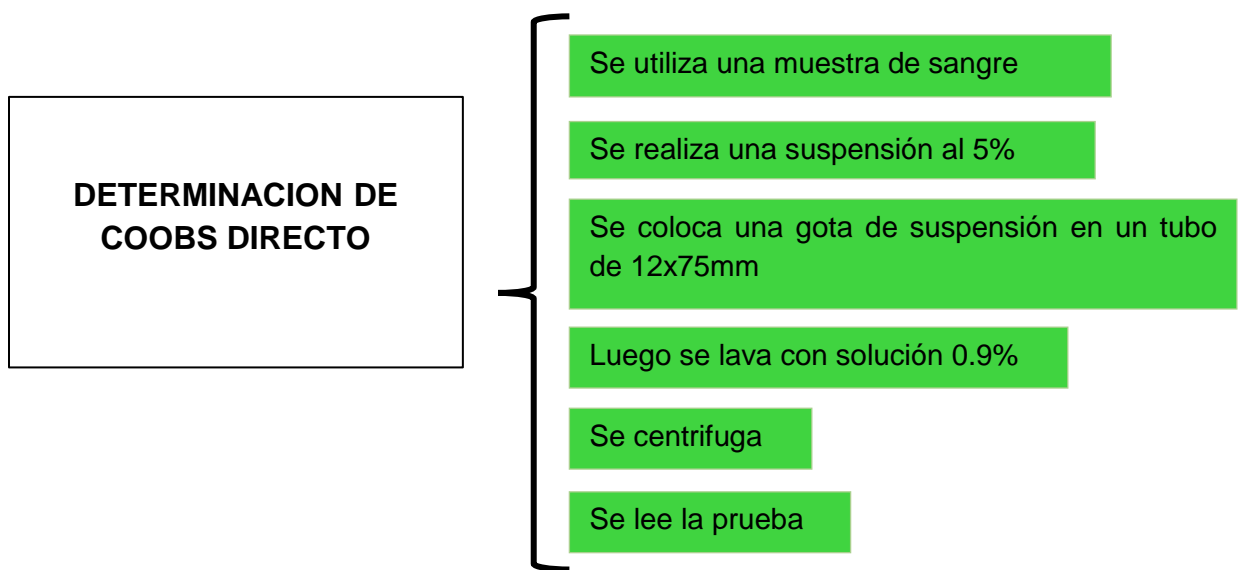 DETERMINACION DE
COOBS DIRECTO
Se utiliza una muestra de sangre
Se realiza una suspensión al 5%
Se coloca una gota de suspensión en un tubo
de 12x75mm
Luego se lava con solución 0.9%
Se centrifuga
Se lee la prueba